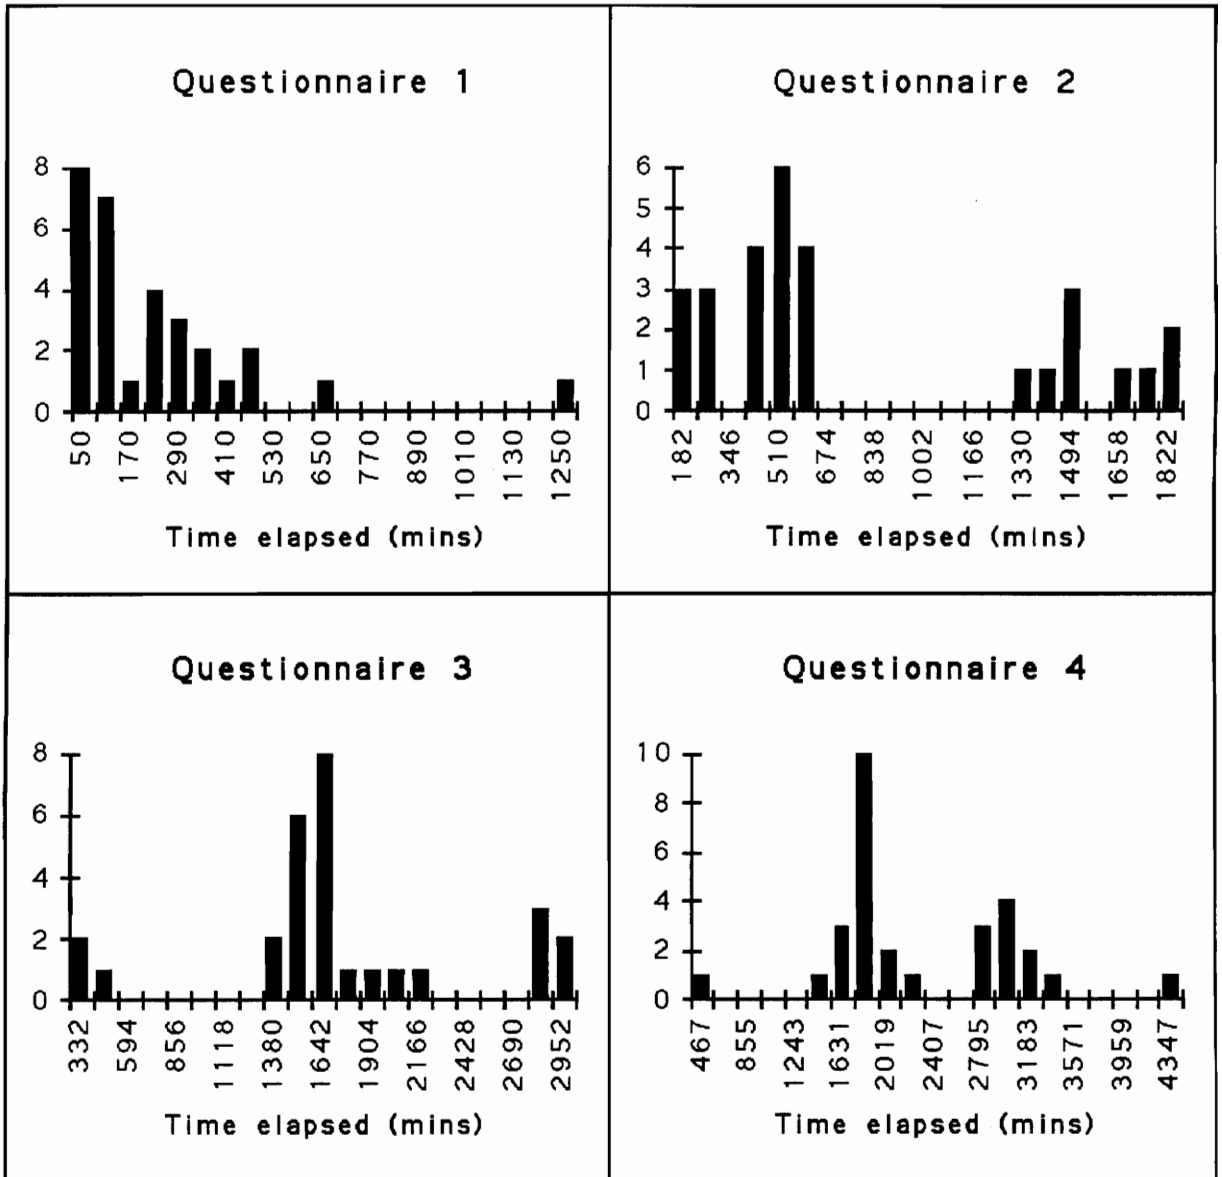 Questionnaire 1
8
6
4
2
0
50 170 290 410 530 650 770 890 1010 1130 1250
Time elapsed (mins)
Questionnaire 2
6
5
4
3
2
1
0
182 346 510 674 838 1002 1166 1330 1494 1658 1822
Time elapsed (mins)
Questionnaire 3
8
6
4
2
0
332 594 856 1118 1380 1642 1904 2166 2428 2690 2952
Time elapsed (mins)
Questionnaire 4
10
8
6
4
2
0
467 855 1243 1631 2019 2407 2795 3183 3571 3959 4347
Time elapsed (mins)